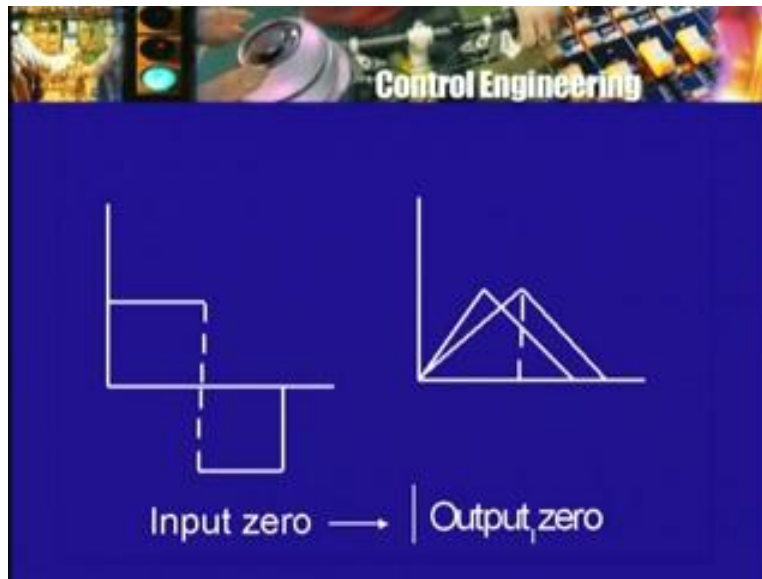 Control Engineering
Input zero → Output, zero